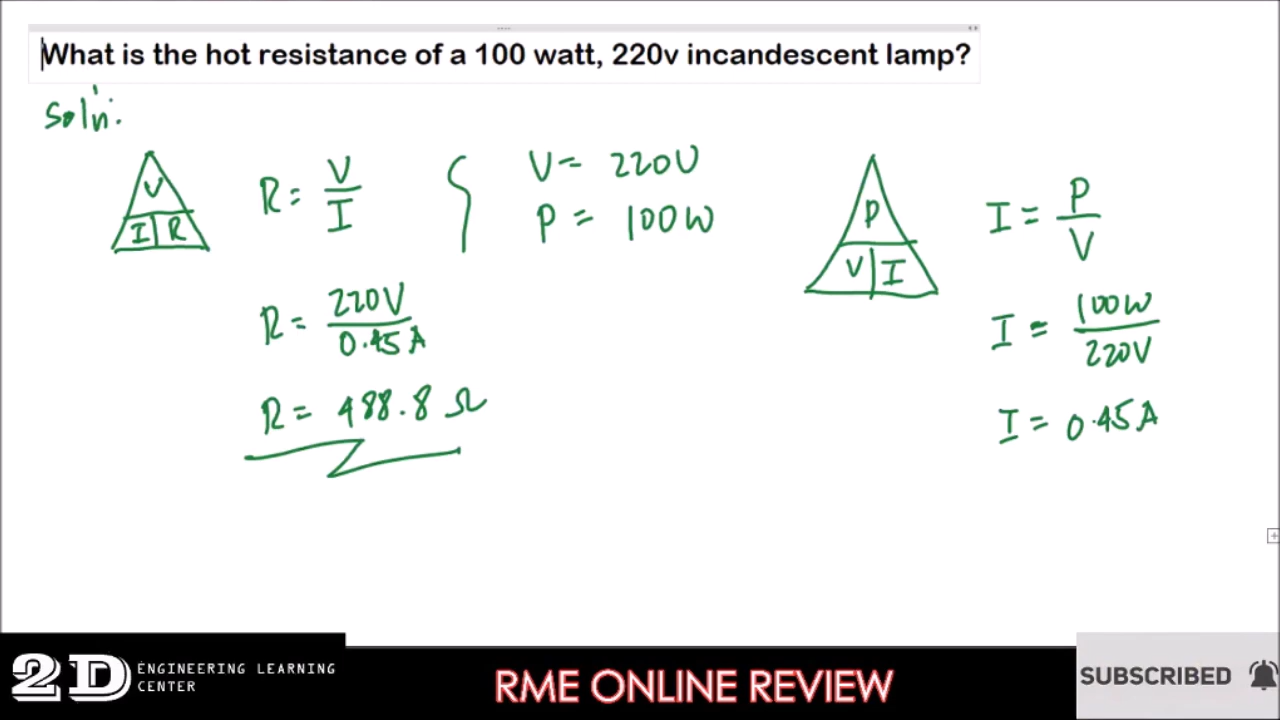 What is the hot resistance of a 100 watt, 220v incandescent lamp?
Sol'n:
V
I R
R = V / I
V = 220V
P = 100W
P
V I
I = P / V
R = 220V / 0.45A
I = 100W / 220V
R = 488.8 Ω
I = 0.45A
2D ENGINEERING LEARNING
CENTER
RME ONLINE REVIEW
SUBSCRIBED